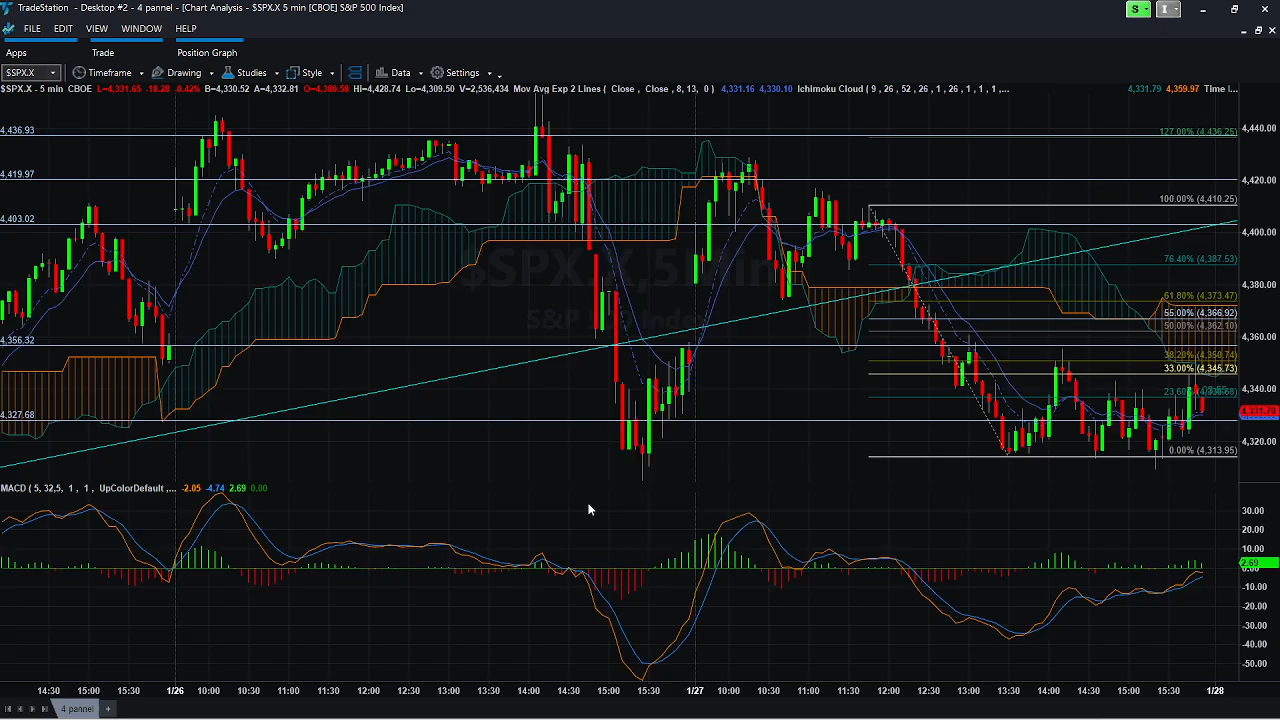 TradeStation - Desktop #2 - 4 pannel - [Chart Analysis - $SPX.X 5 min [CBOE] S&P 500 Index]
S
I
FILE EDIT VIEW WINDOW HELP
Apps Trade Position Graph
$SPX.X Timeframe Drawing Studies Style Data Settings
$SPX.X - 5 min CBOE L=4,331.65 -18.28 -0.42% B=4,330.52 A=4,332.81 O=4,380.58 Hi=4,428.74 Lo=4,309.50 V=2,536,434 Mov Avg Exp 2 Lines ( Close , Close , 8, 13, 0 ) 4,331.16 4,330.10 Ichimoku Cloud ( 9 , 26 , 52 , 26 , 1 , 26 , 1 , 1 , 1 ,... 4,331.79 4,359.97 Time I...
4,436.93
127.00% (4,436.25)
4,440.00
4,419.97
4,420.00
100.00% (4,410.25)
4,403.02
4,400.00
76.40% (4,387.53)
$SPX.X,5 Min
4,380.00
61.80% (4,373.47)
55.00% (4,366.92)
S&P 500 Index
50.00% (4,362.10)
4,360.00
4,356.32
38.20% (4,350.74)
33.00% (4,345.73)
4,340.00
4,331.70
4,327.68
4,320.00
0.00% (4,313.95)
MACD ( 5, 32,5, 1 , 1 , UpColorDefault ,... -2.05 -4.74 2.69 0.00
30.00
20.00
10.00
2.69
0.00
-10.00
-20.00
-30.00
-40.00
-50.00
14:30 15:00 15:30 1/26 10:00 10:30 11:00 11:30 12:00 12:30 13:00 13:30 14:00 14:30 15:00 15:30 1/27 10:00 10:30 11:00 11:30 12:00 12:30 13:00 13:30 14:00 14:30 15:00 15:30 1/28
4 pannel +